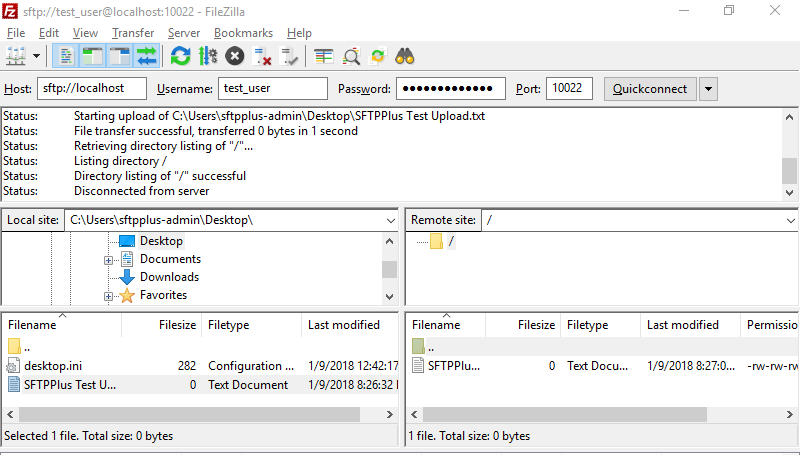 Fz sftp://test_user@localhost:10022 - FileZilla
File Edit View Transfer Server Bookmarks Help
Host: sftp://localhost Username: test_user Password: ●●●●●●●●●●●●● Port: 10022 Quickconnect
Status: Starting upload of C:\Users\sftpplus-admin\Desktop\SFTPPlus Test Upload.txt
Status: File transfer successful, transferred 0 bytes in 1 second
Status: Retrieving directory listing of "/"...
Status: Listing directory /
Status: Directory listing of "/" successful
Status: Disconnected from server
Local site: C:\Users\sftpplus-admin\Desktop\ Remote site: /
Desktop /
Documents
Downloads
Favorites
Filename Filesize Filetype Last modified Filename Filesize Filetype Last modified Permissio
.. ..
desktop.ini 282 Configuration ... 1/9/2018 12:42:17 SFTPPlu... 0 Text Docu... 1/9/2018 8:27:0... -rw-rw-rw
SFTPPlus Test U... 0 Text Document 1/9/2018 8:26:32
Selected 1 file. Total size: 0 bytes 1 file. Total size: 0 bytes